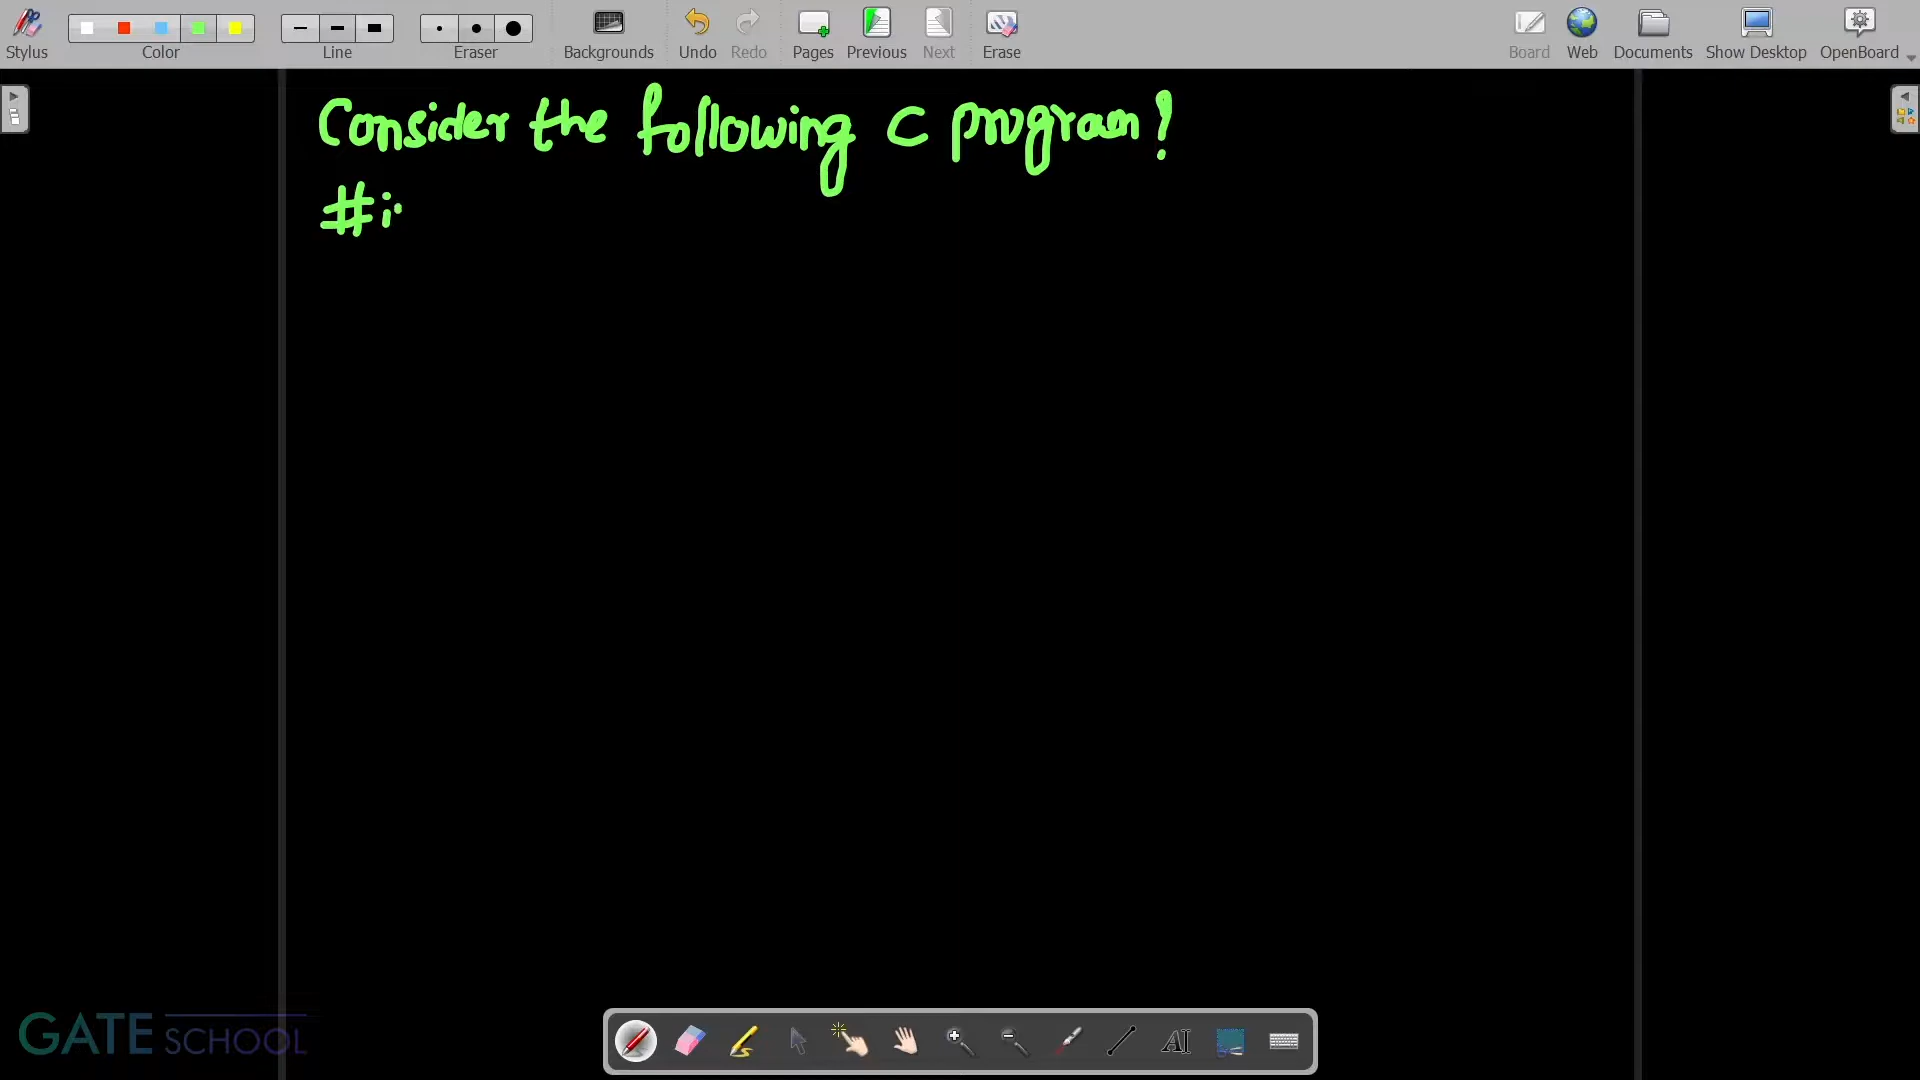 Stylus Color Line Eraser Backgrounds Undo Redo Pages Previous Next Erase Board Web Documents Show Desktop OpenBoard
Consider the following C program?
#i
GATE SCHOOL